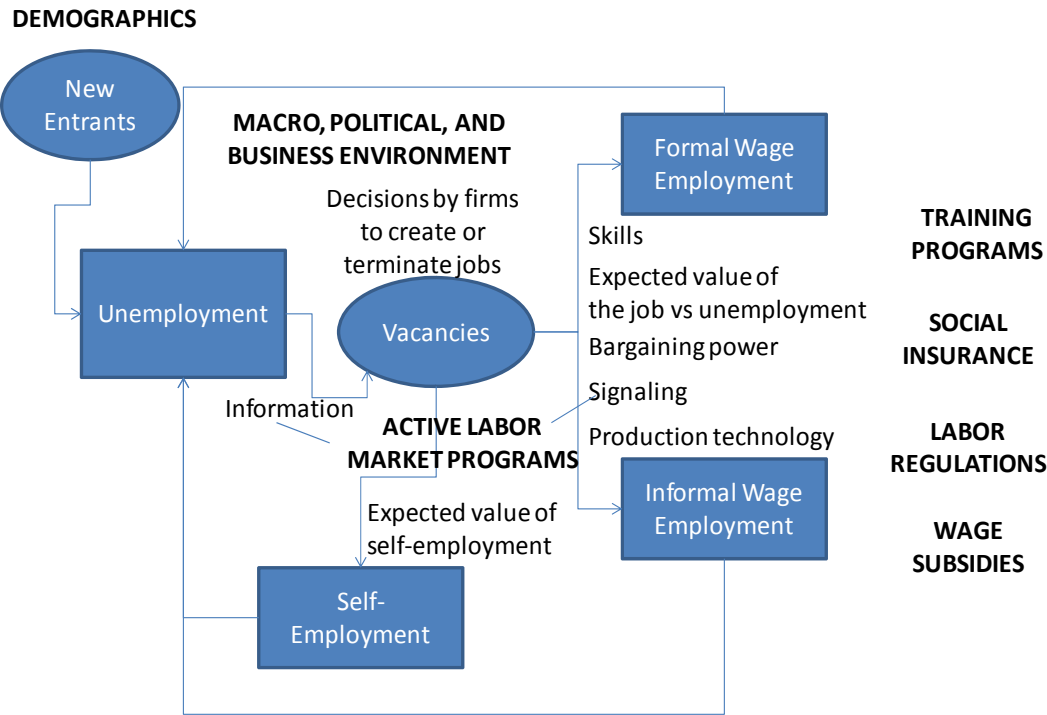 DEMOGRAPHICS
New
Entrants
MACRO, POLITICAL, AND
BUSINESS ENVIRONMENT
Decisions by firms
to create or
terminate jobs
Unemployment
Vacancies
Information
ACTIVE LABOR
MARKET PROGRAMS
Expected value of
self-employment
Self-
Employment
Formal Wage
Employment
Skills
Expected value of
the job vs unemployment
Bargaining power
Signaling
Production technology
Informal Wage
Employment
TRAINING
PROGRAMS
SOCIAL
INSURANCE
LABOR
REGULATIONS
WAGE
SUBSIDIES